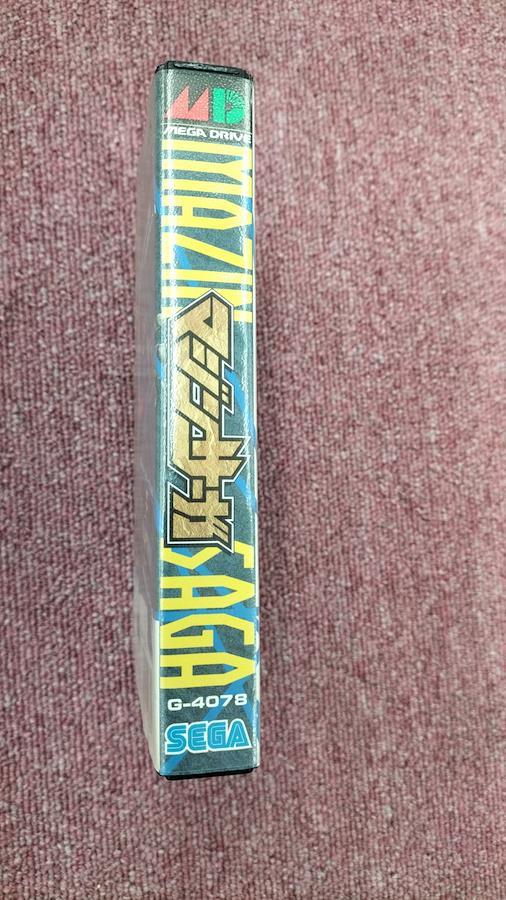 MD
MEGA DRIVE
MAZIN
マジンサーガ
SAGA
G-4078
SEGA